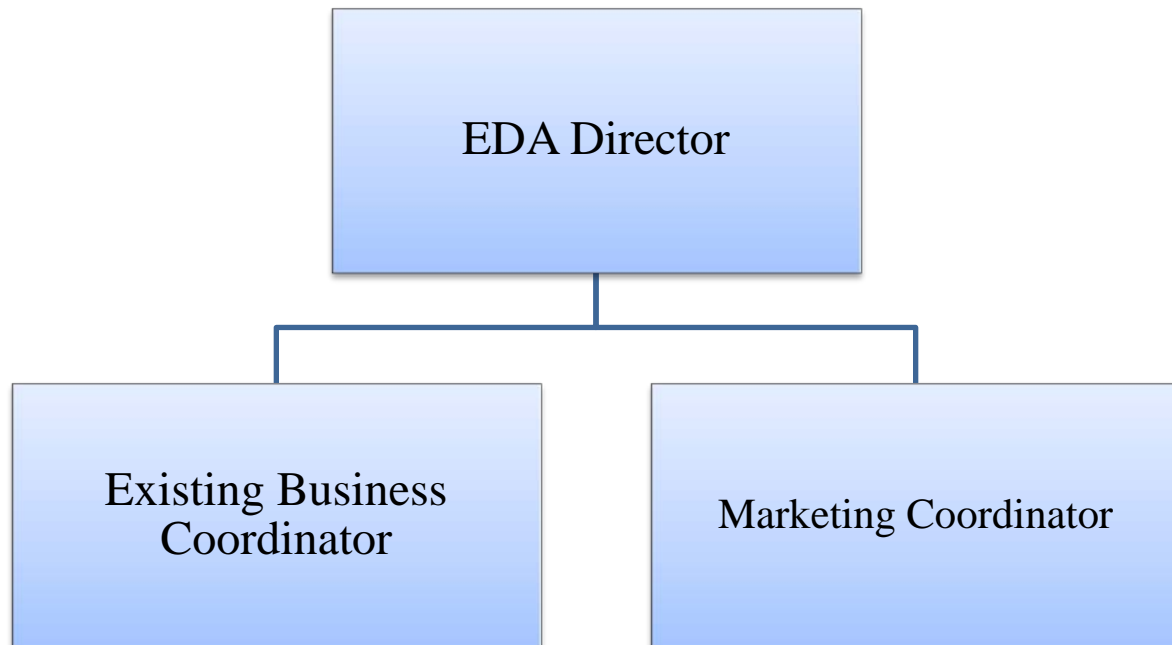 EDA Director
Existing Business
Coordinator
Marketing Coordinator